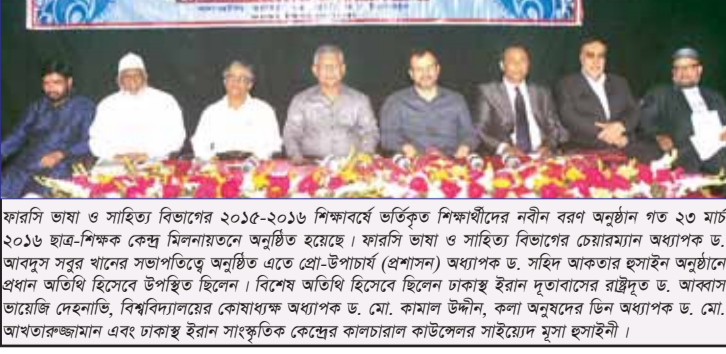 ফারসি ভাষা ও সাহিত্য বিভাগের ২০১৫-২০১৬ শিক্ষাবর্ষে ভর্তিকৃত শিক্ষার্থীদের নবীন বরণ অনুষ্ঠান গত ২৩ মার্চ
২০১৬ ছাত্র-শিক্ষক কেন্দ্র মিলনায়তনে অনুষ্ঠিত হয়েছে। ফারসি ভাষা ও সাহিত্য বিভাগের চেয়ারম্যান অধ্যাপক ড.
আবদুস সবুর খানের সভাপতিত্বে অনুষ্ঠিত এতে প্রো-উপাচার্য (প্রশাসন) অধ্যাপক ড. সহিদ আকতার হুসাইন অনুষ্ঠানে
প্রধান অতিথি হিসেবে উপস্থিত ছিলেন। বিশেষ অতিথি হিসেবে ছিলেন ঢাকাস্থ ইরান দূতাবাসের রাষ্ট্রদূত ড. আব্বাস
ভায়েজি দেহনাভি, বিশ্ববিদ্যালয়ের কোষাধ্যক্ষ অধ্যাপক ড. মো. কামাল উদ্দীন, কলা অনুষদের ডিন অধ্যাপক ড. মো.
আখতারুজ্জামান এবং ঢাকাস্থ ইরান সাংস্কৃতিক কেন্দ্রের কালচারাল কাউন্সেলর সাইয়্যেদ মূসা হুসাইনী।